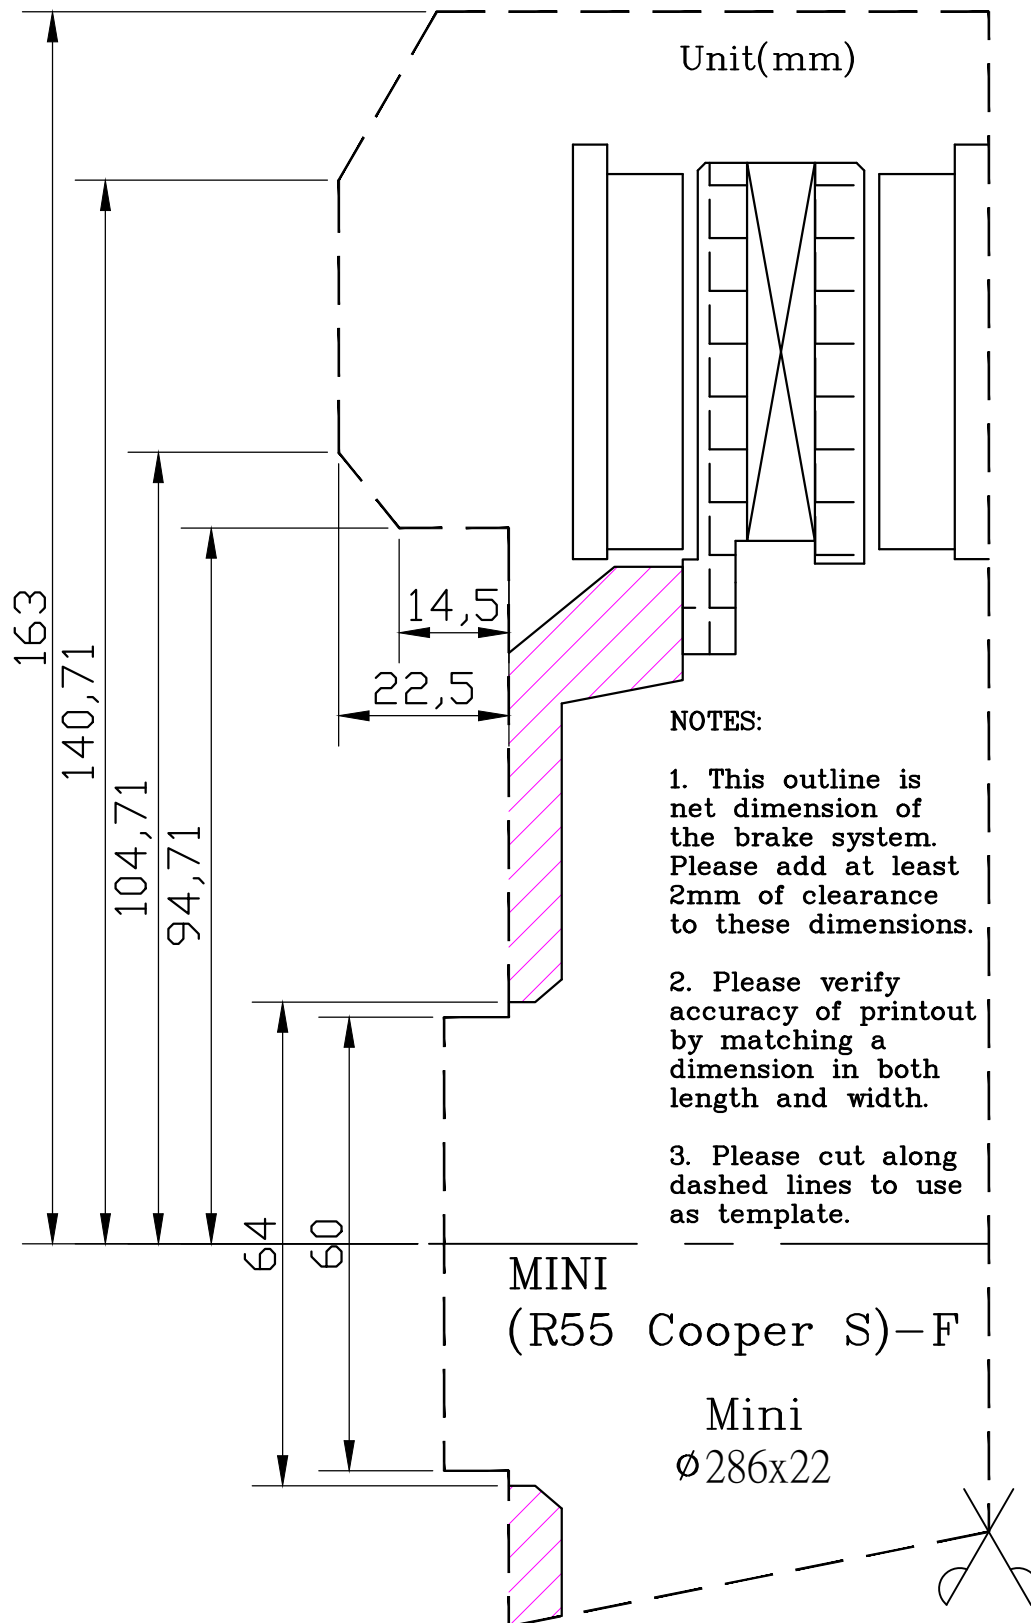 Unit(mm)
163
140,71
104,71
94,71
14,5
22,5
NOTES:
1. This outline is
net dimension of
the brake system.
Please add at least
2mm of clearance
to these dimensions.
2. Please verify
accuracy of printout
by matching a
dimension in both
length and width.
3. Please cut along
dashed lines to use
as template.
64
60
MINI
(R55 Cooper S)-F
Mini
Ø286x22